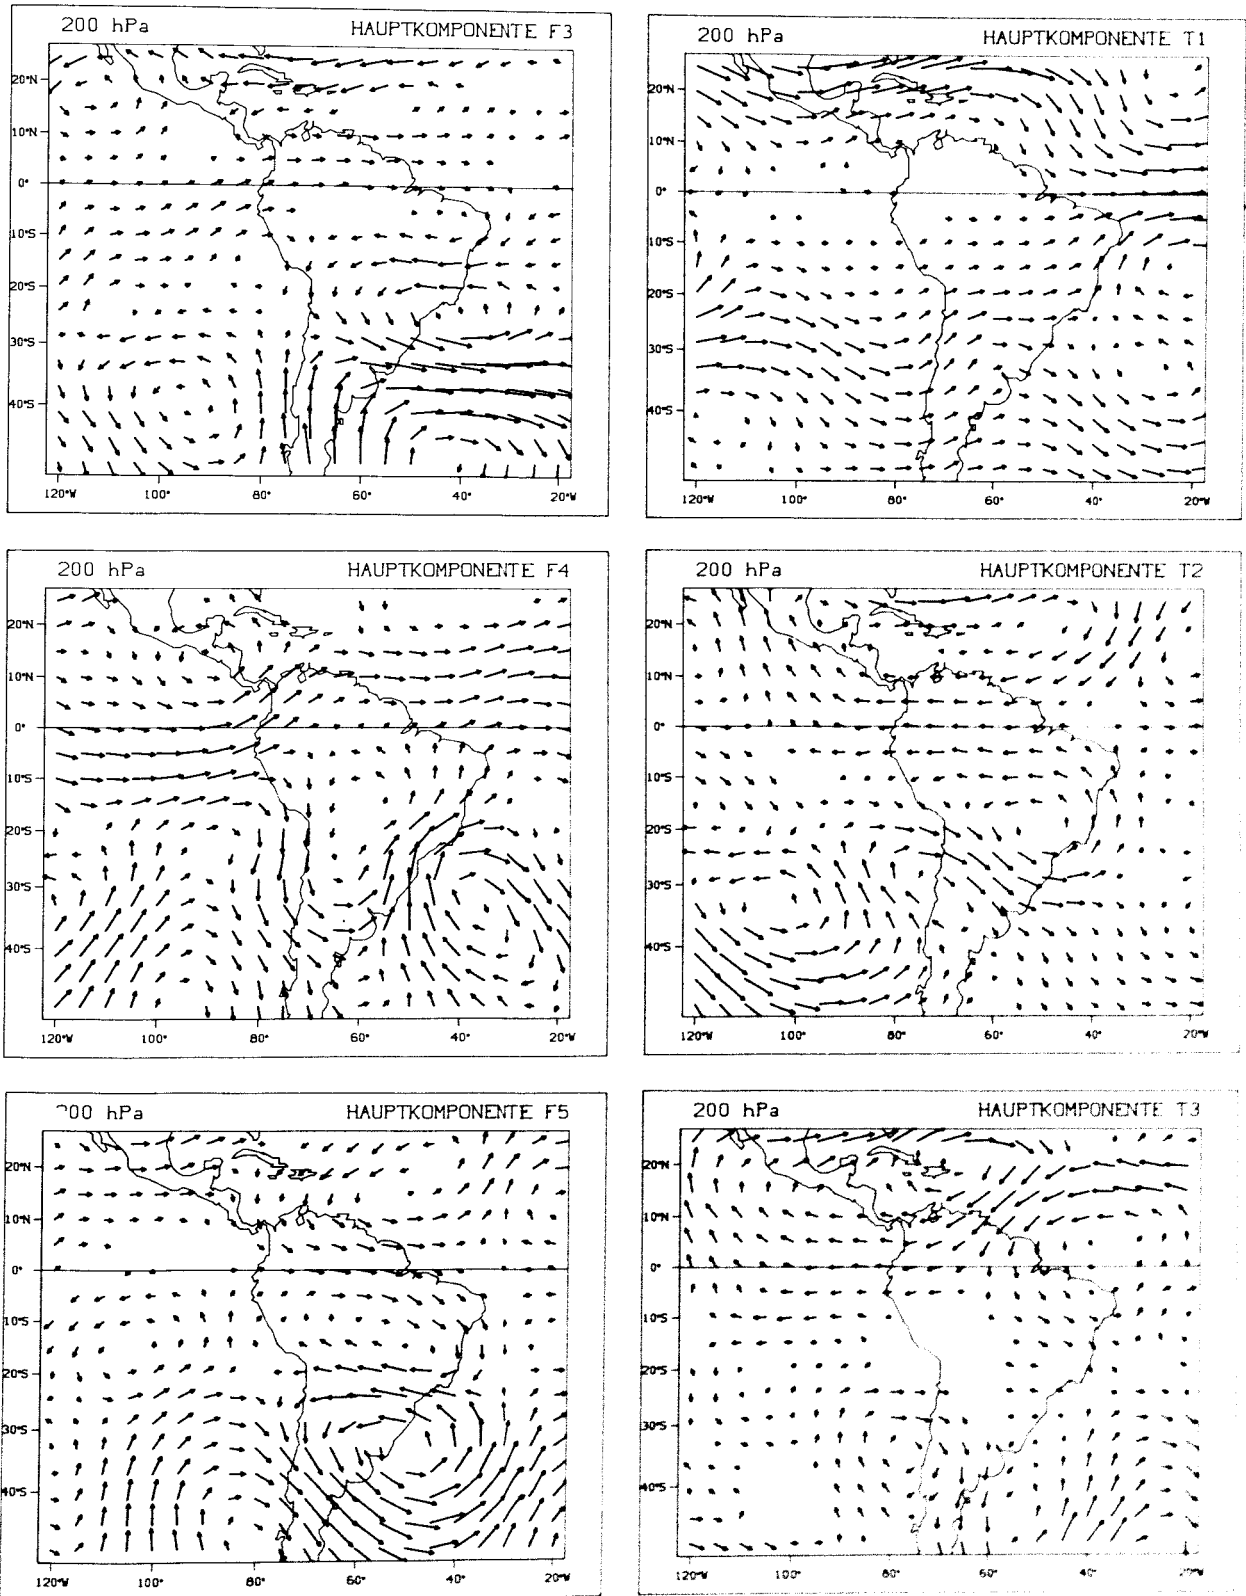 200 hPa HAUPTKOMPONENTE F3
20°N
10°N
0°
10°S
20°S
30°S
40°S
120°W 100° 80° 60° 40° 20°W
200 hPa HAUPTKOMPONENTE T1
20°N
10°N
0°
10°S
20°S
30°S
40°S
120°W 100° 80° 60° 40° 20°W
200 hPa HAUPTKOMPONENTE F4
20°N
10°N
0°
10°S
20°S
30°S
40°S
120°W 100° 80° 60° 40° 20°W
200 hPa HAUPTKOMPONENTE T2
20°N
10°N
0°
10°S
20°S
30°S
40°S
120°W 100° 80° 60° 40° 20°W
200 hPa HAUPTKOMPONENTE F5
20°N
10°N
0°
10°S
20°S
30°S
40°S
120°W 100° 80° 60° 40° 20°W
200 hPa HAUPTKOMPONENTE T3
20°N
10°N
0°
10°S
20°S
30°S
40°S
120°W 100° 80° 60° 40° 20°W